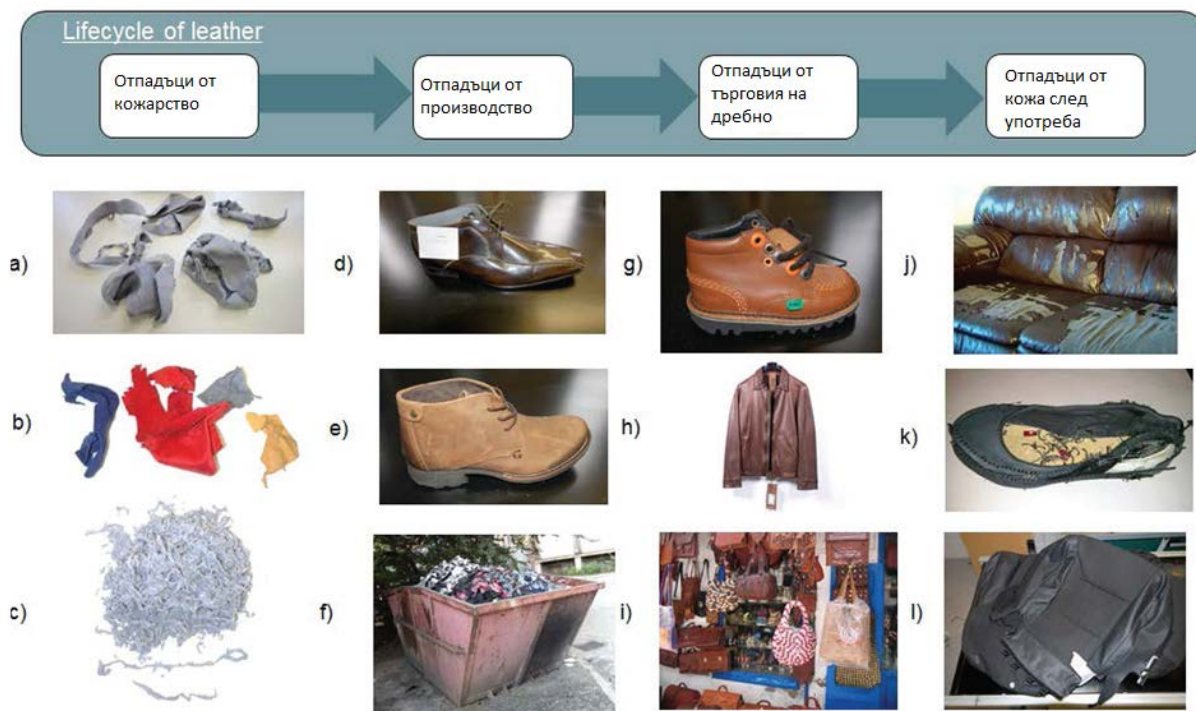 Lifecycle of leather
Отпадъци от
кожарство
Отпадъци от
производство
Отпадъци от
търговия на
дребно
Отпадъци от
кожа след
употреба
a)
d)
g)
j)
b)
e)
h)
k)
c)
f)
i)
l)